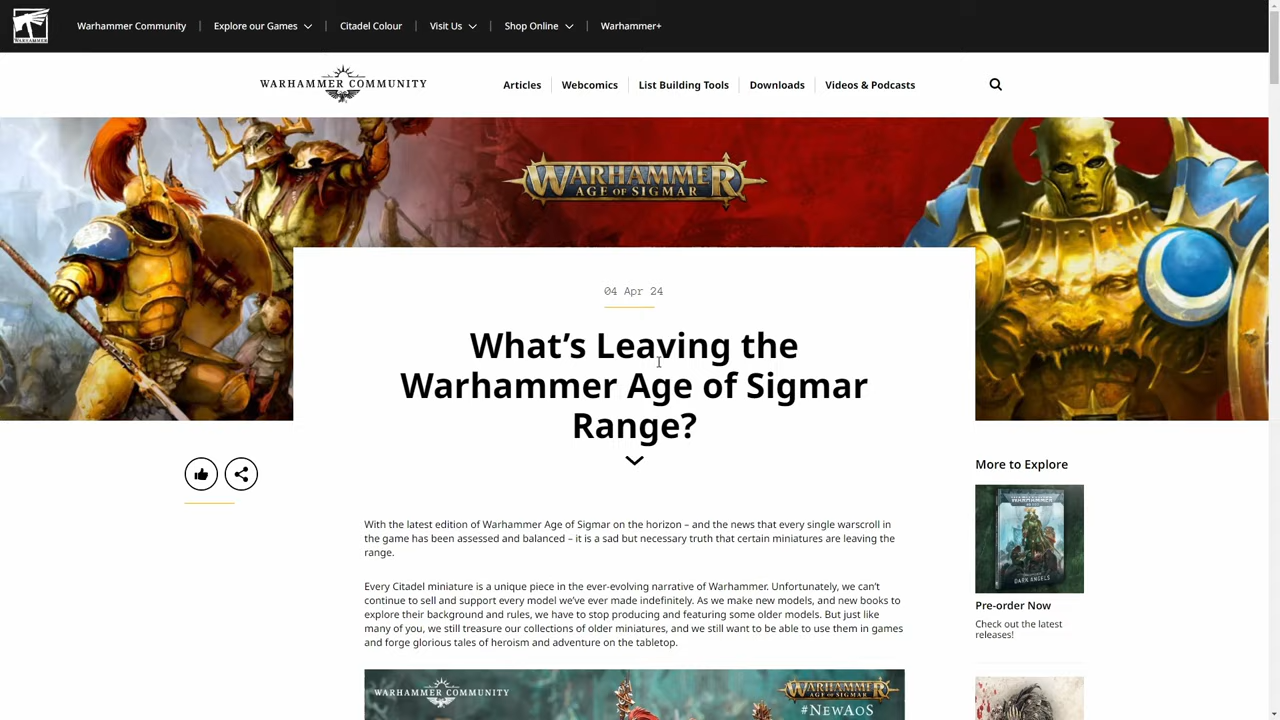 Warhammer Community
Explore our Games
Citadel Colour
Visit Us
Shop Online
Warhammer+
WARHAMMER
WARHAMMER COMMUNITY
Articles
Webcomics
List Building Tools
Downloads
Videos & Podcasts
WARHAMMER
AGE OF SIGMAR
04 Apr 24
What’s Leaving the
Warhammer Age of Sigmar
Range?
With the latest edition of Warhammer Age of Sigmar on the horizon – and the news that every single warscroll in
the game has been assessed and balanced – it is a sad but necessary truth that certain miniatures are leaving the
range.
Every Citadel miniature is a unique piece in the ever-evolving narrative of Warhammer. Unfortunately, we can’t
continue to sell and support every model we’ve ever made indefinitely. As we make new models, and new books to
explore their background and rules, we have to stop producing and featuring some older models. But just like
many of you, we still treasure our collections of older miniatures, and we still want to be able to use them in games
and forge glorious tales of heroism and adventure on the tabletop.
WARHAMMER COMMUNITY
WARHAMMER
AGE OF SIGMAR
#NEWAOS
More to Explore
DARK ANGELS
Pre-order Now
Check out the latest
releases!